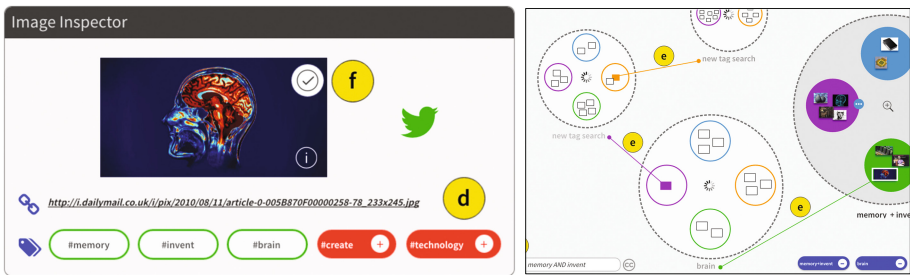 Image Inspector
f
i
http://i.dailymail.co.uk/i/pix/2010/08/11/article-0-005B870F00000258-78_233x245.jpg
d
#memory
#invent
#brain
#create +
#technology +
e
new tag search
new tag search
e
e
memory + inve
brain
memory AND invent
CC
memory+invent
brain